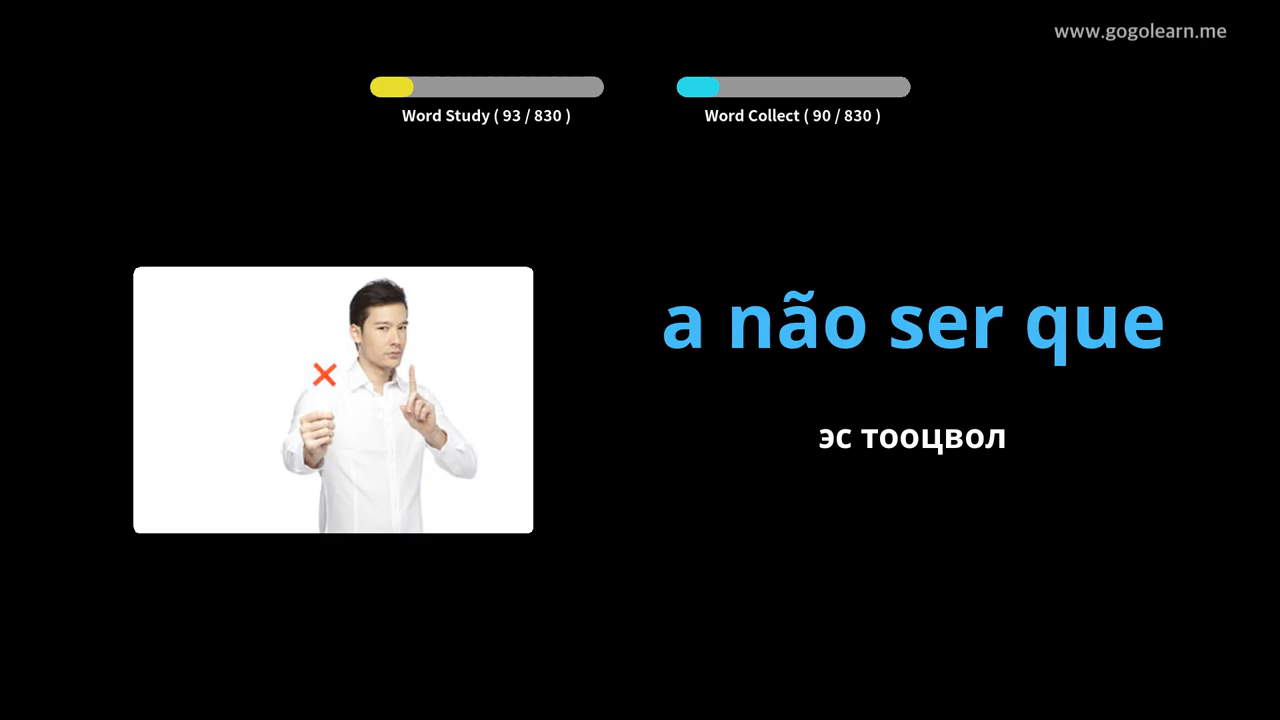 www.gogolearn.me
Word Study ( 93 / 830 )
Word Collect ( 90 / 830 )
a não ser que
эс тооцвол